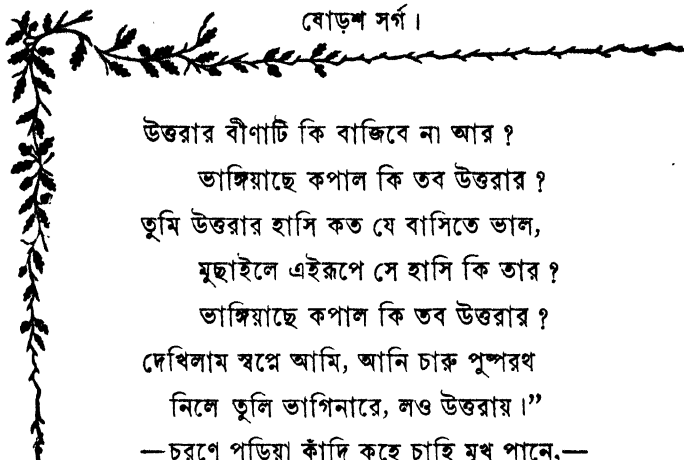 ষোড়শ সর্গ।
উত্তরার বীণাটি কি বাজিবে না আর ?
ভাঙ্গিয়াছে কপাল কি তব উত্তরার ?
তুমি উত্তরার হাসি কত যে বাসিতে ভাল,
মুছাইলে এইরূপে সে হাসি কি তার ?
ভাঙ্গিয়াছে কপাল কি তব উত্তরার ?
দেখিলাম স্বপ্নে আমি, আনি চারু পুষ্পরথ
নিলে তুলি ভাগিনারে, লও উত্তরায়।”
—চরণে পড়িয়া কাঁদি কহে চাহি মুখ পানে,—